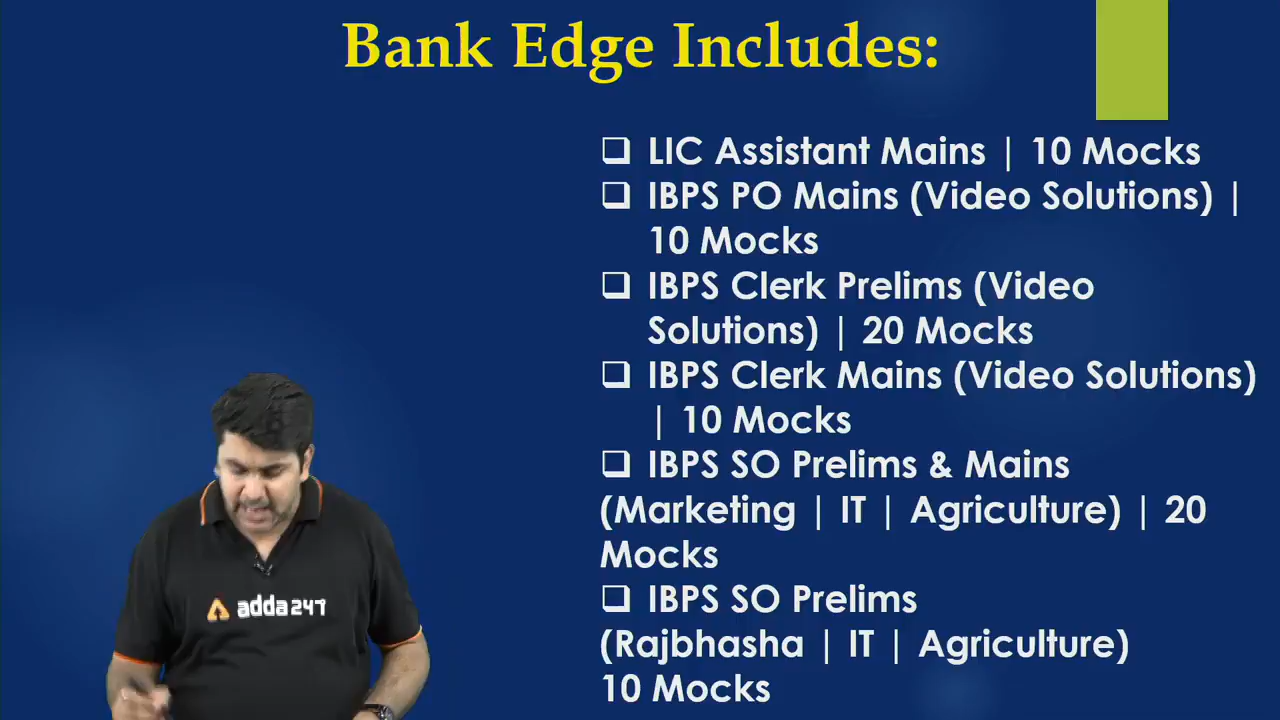 Bank Edge Includes:
❑ LIC Assistant Mains | 10 Mocks
❑ IBPS PO Mains (Video Solutions) |
10 Mocks
❑ IBPS Clerk Prelims (Video
Solutions) | 20 Mocks
❑ IBPS Clerk Mains (Video Solutions)
| 10 Mocks
❑ IBPS SO Prelims & Mains
(Marketing | IT | Agriculture) | 20
Mocks
❑ IBPS SO Prelims
(Rajbhasha | IT | Agriculture)
10 Mocks
adda247